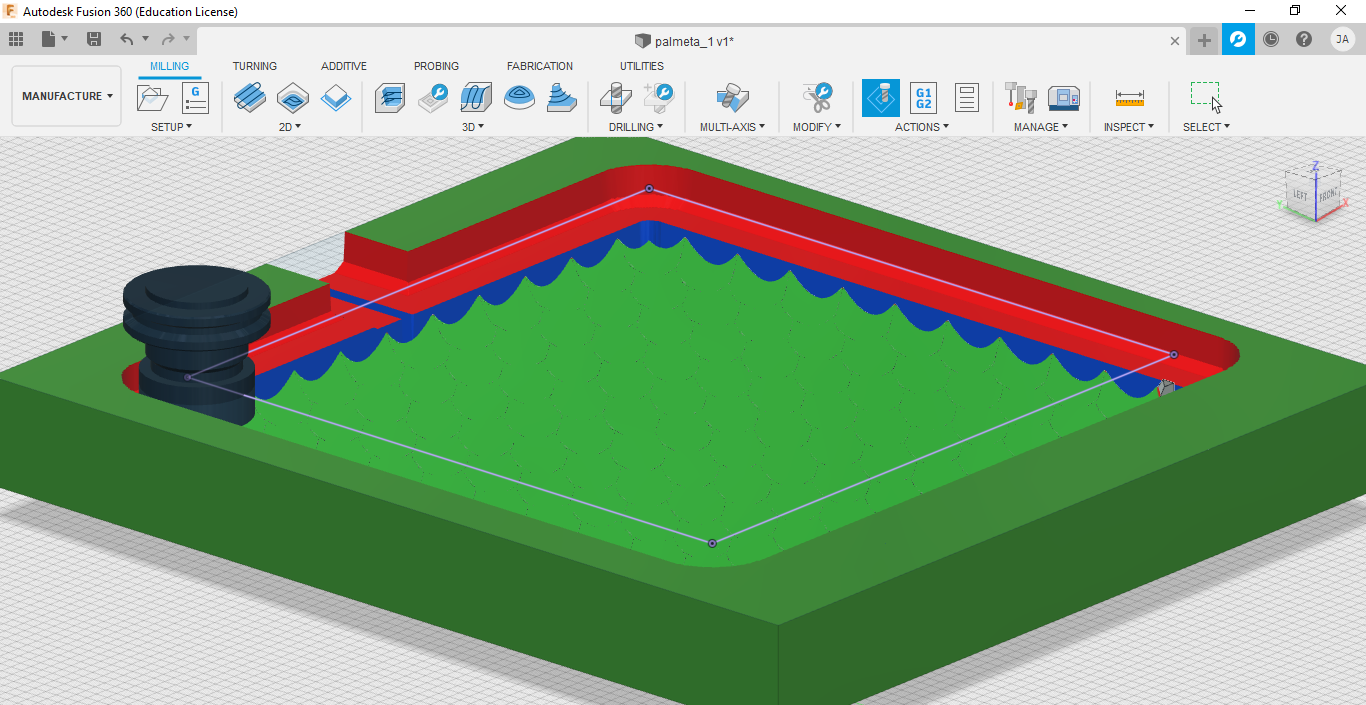 Autodesk Fusion 360 (Education License)
palmeta_1 v1*
JA
MILLING TURNING ADDITIVE PROBING FABRICATION UTILITIES
MANUFACTURE
G
G1
G2
SETUP 2D 3D DRILLING MULTI-AXIS MODIFY ACTIONS MANAGE INSPECT SELECT
Z
LEFT FRONT
Y X